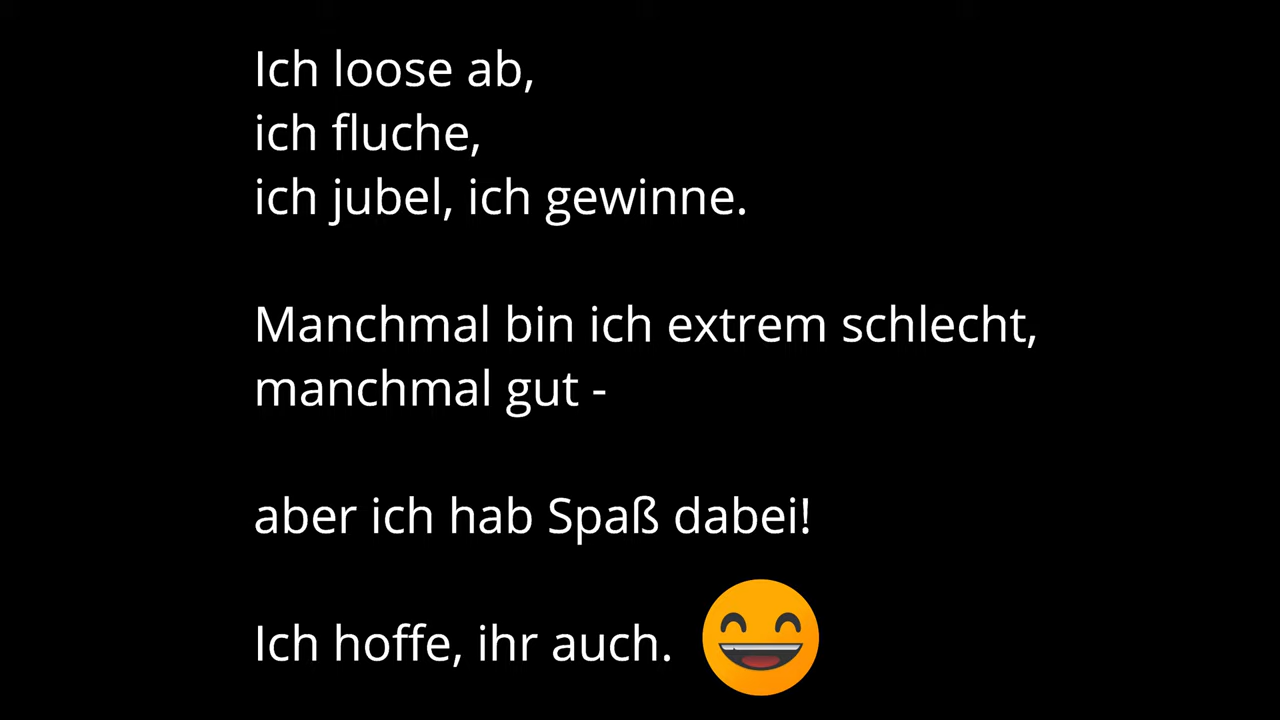 Ich loose ab,
ich fluche,
ich jubel, ich gewinne.
Manchmal bin ich extrem schlecht,
manchmal gut -
aber ich hab Spaß dabei!
Ich hoffe, ihr auch.